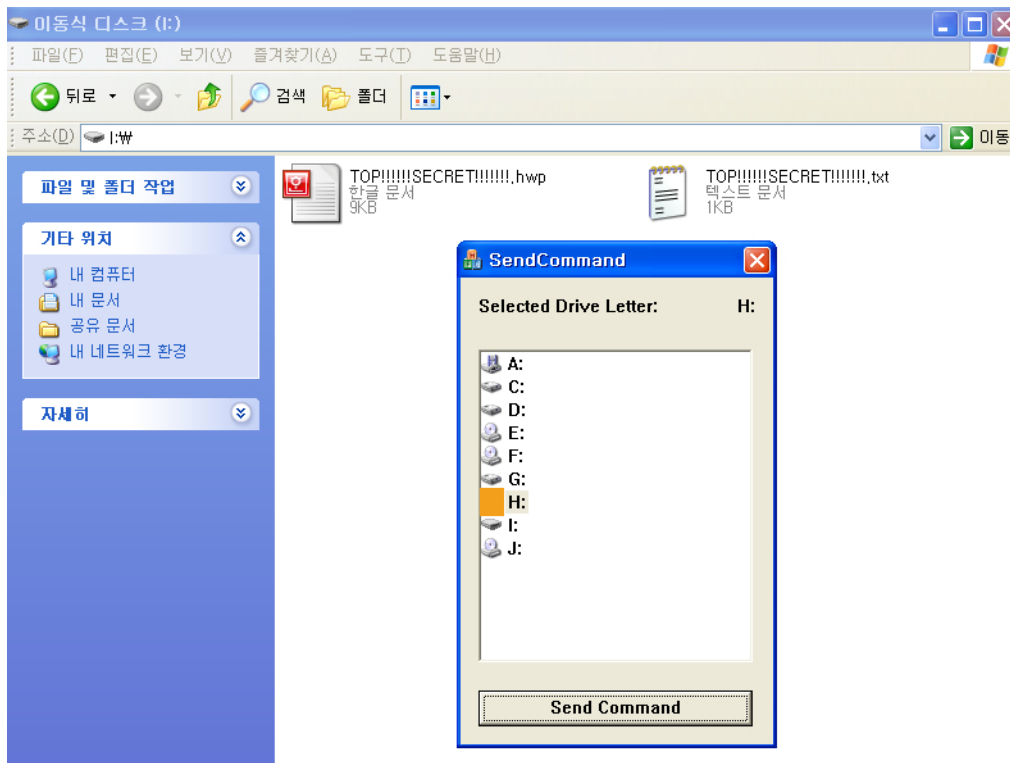 이동식 디스크 (I:)
파일(F) 편집(E) 보기(V) 즐겨찾기(A) 도구(T) 도움말(H)
뒤로 검색 폴더
주소(D) I:₩ 이동
파일 및 폴더 작업
기타 위치
내 컴퓨터
내 문서
공유 문서
내 네트워크 환경
자세히
TOP!!!!!!SECRET!!!!!!!.hwp
한글 문서
9KB
TOP!!!!!!SECRET!!!!!!!.txt
텍스트 문서
1KB
SendCommand
Selected Drive Letter: H:
A:
C:
D:
E:
F:
G:
H:
I:
J:
Send Command